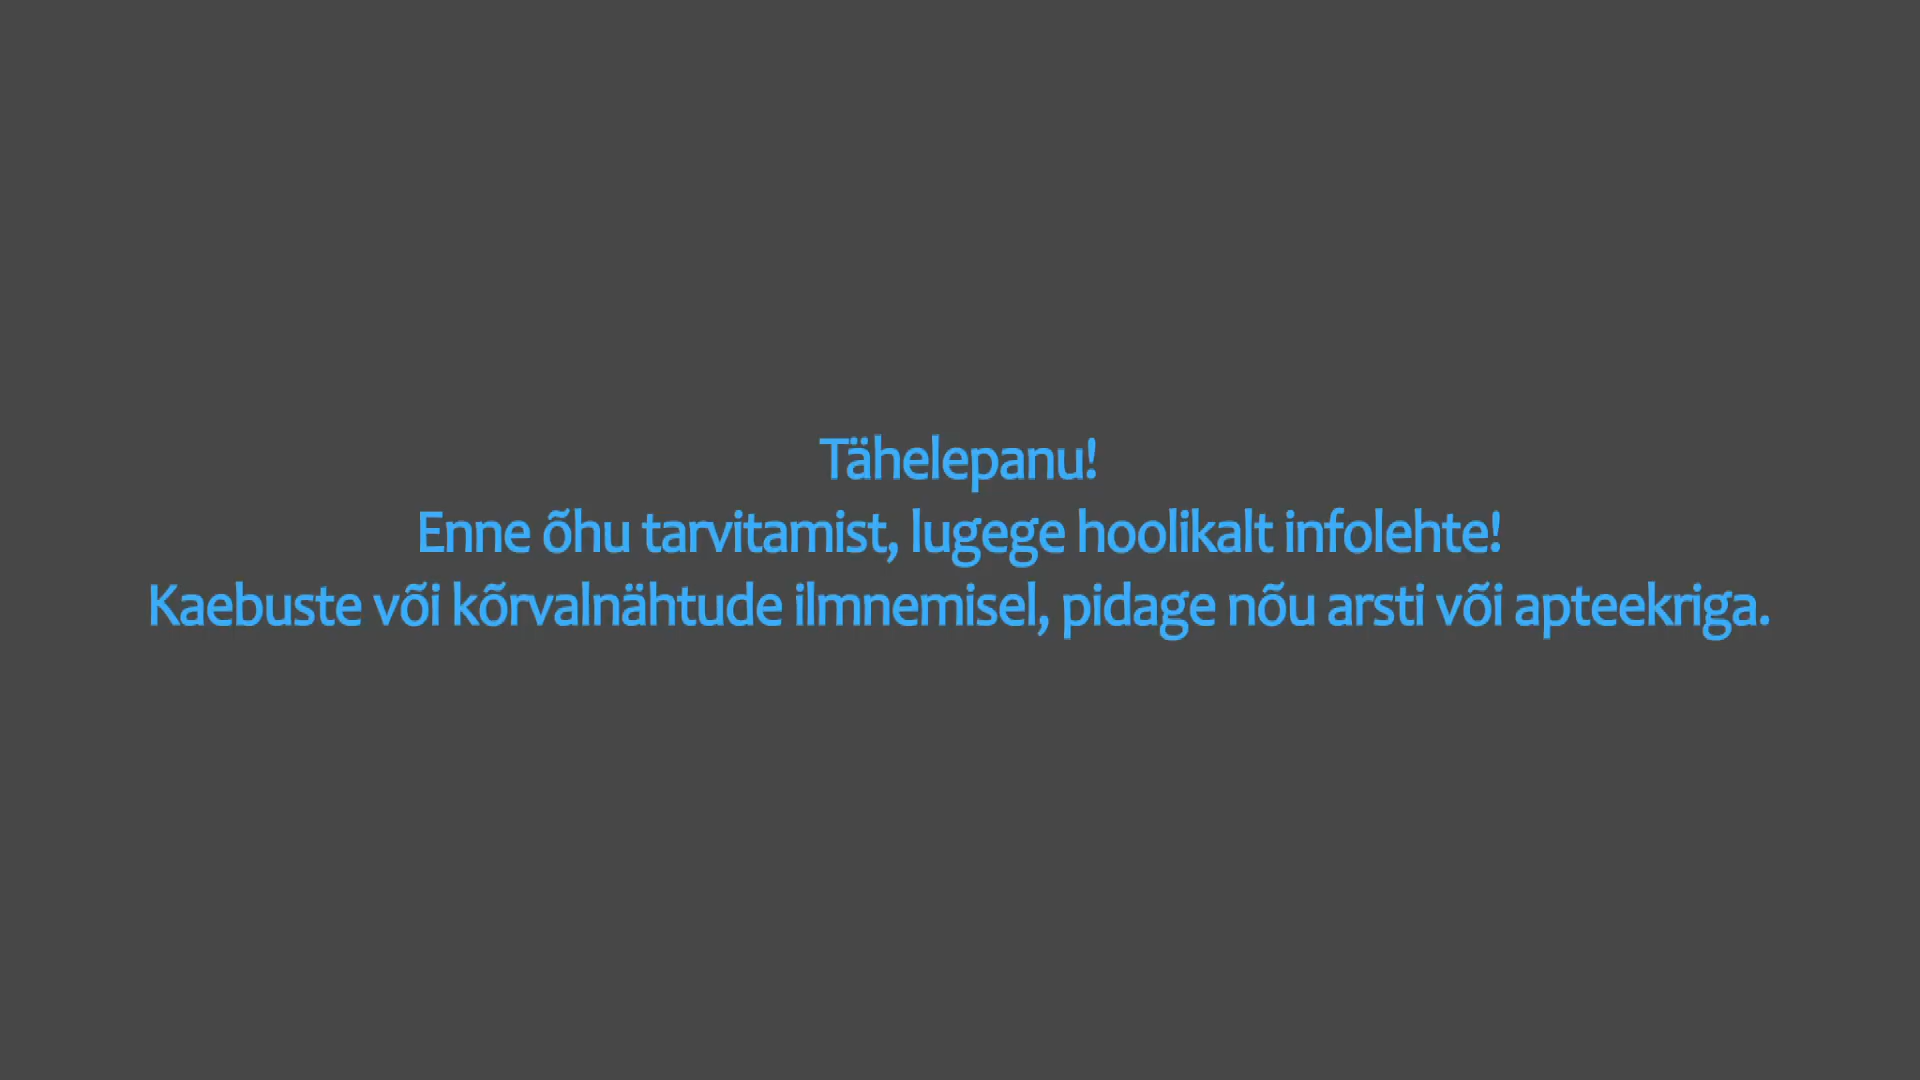 Tähelepanu!
Enne õhu tarvitamist, lugege hoolikalt infolehte!
Kaebuste või kõrvalnähtude ilmnemisel, pidage nõu arsti või apteekriga.